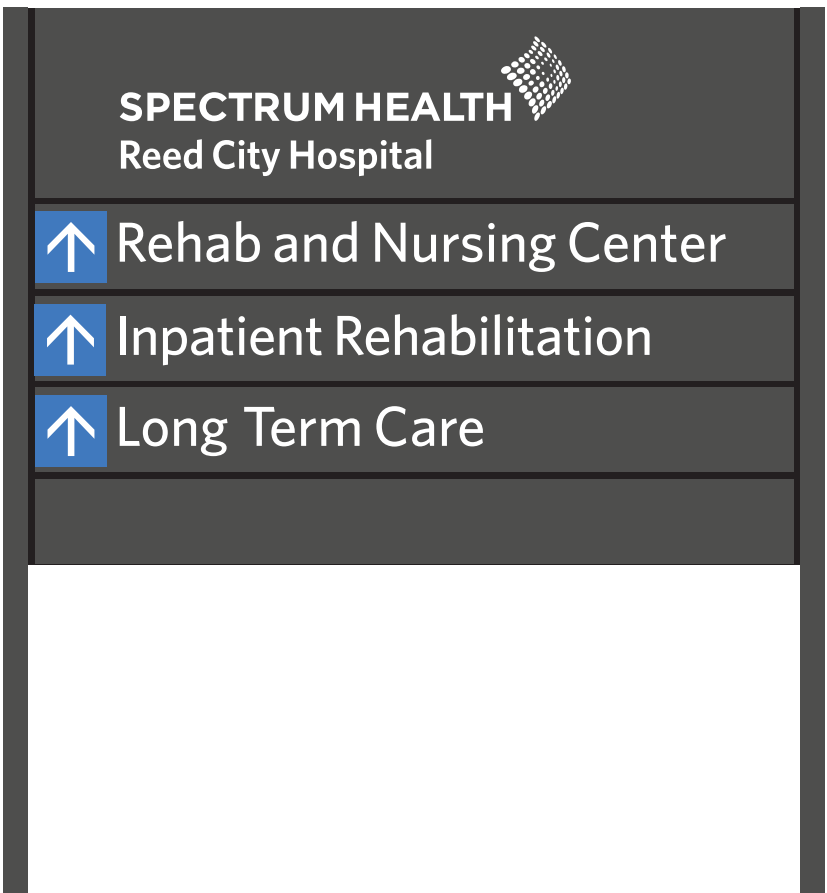 SPECTRUM HEALTH
Reed City Hospital
Rehab and Nursing Center
Inpatient Rehabilitation
Long Term Care